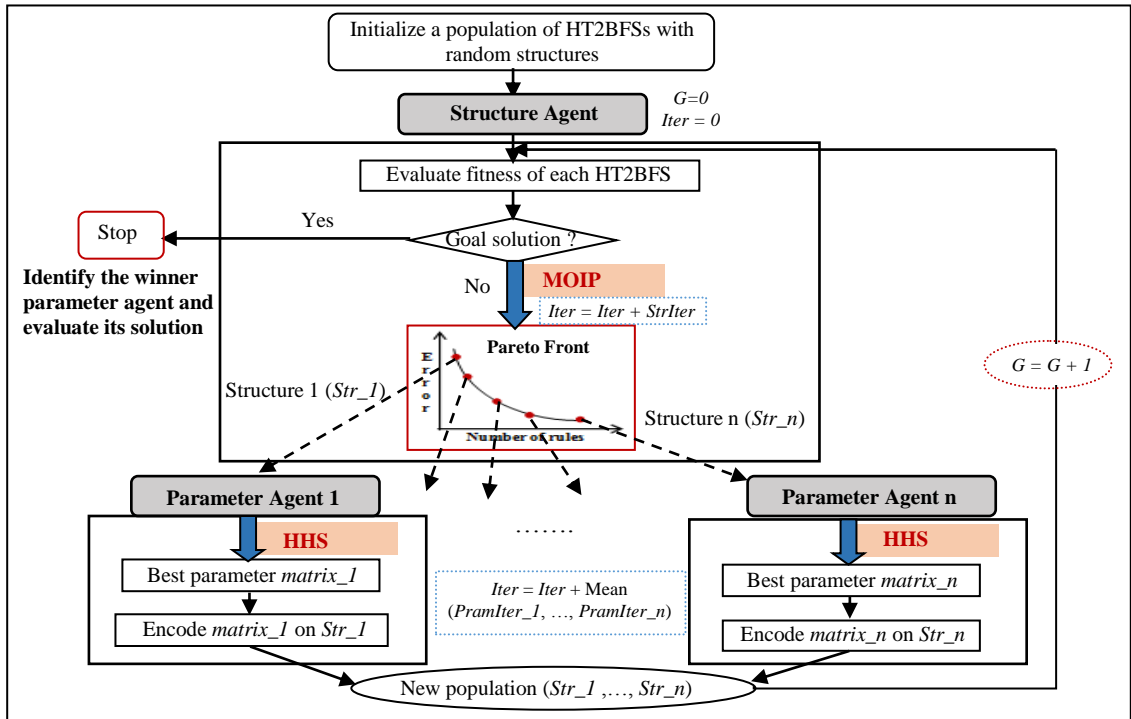 Initialize a population of HT2BFSs with
random structures
Structure Agent
G=0
Iter = 0
Evaluate fitness of each HT2BFS
Yes
Stop
Goal solution ?
Identify the winner
parameter agent and
evaluate its solution
No
MOIP
Iter = Iter + StrIter
Pareto Front
Error
Number of rules
G = G + 1
Structure 1 (Str_1)
Structure n (Str_n)
Parameter Agent 1
Parameter Agent n
HHS
HHS
.......
Best parameter matrix_1
Best parameter matrix_n
Iter = Iter + Mean
(PramIter_1, …, PramIter_n)
Encode matrix_1 on Str_1
Encode matrix_n on Str_n
New population (Str_1 ,…, Str_n)